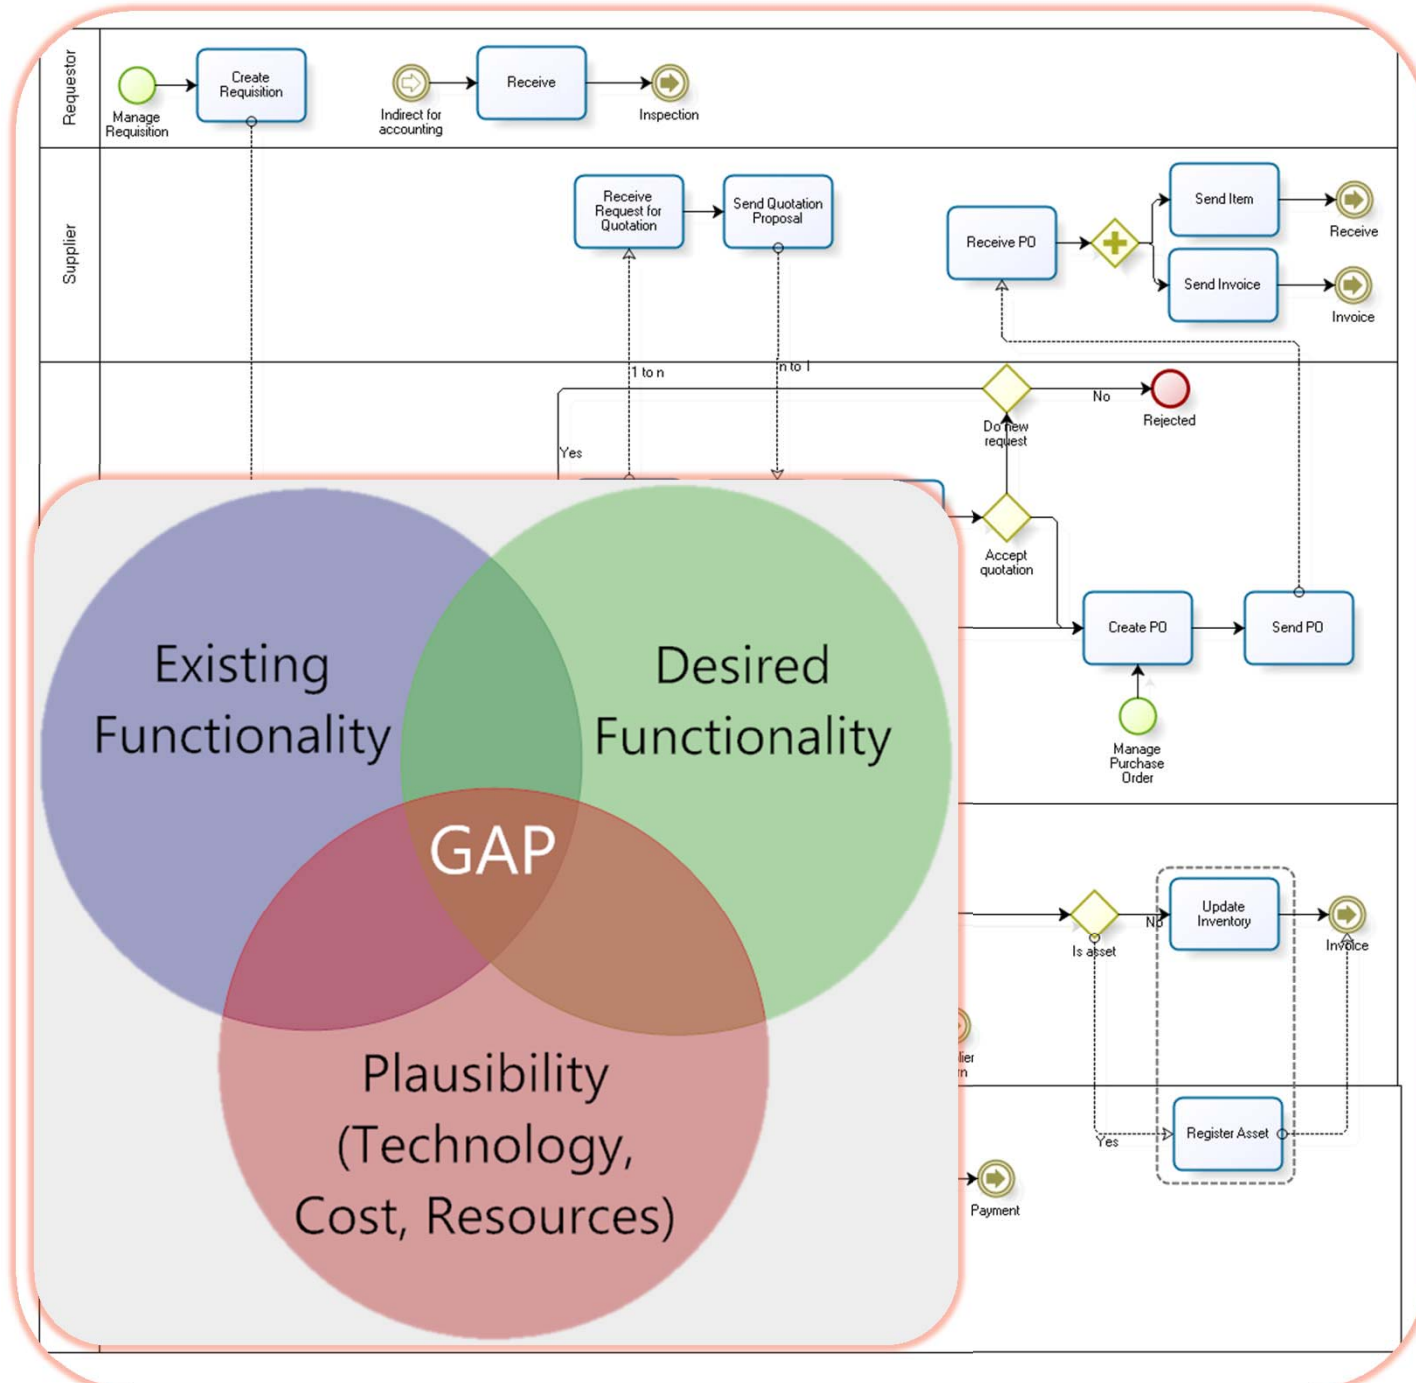 Requestor
Manage
Requisition
Create
Requisition
Indirect for
accounting
Receive
Inspection
Supplier
Receive
Request for
Quotation
Send Quotation
Proposal
Receive PO
Send Item
Receive
Send Invoice
Invoice
1 to n
n to 1
Do new
request
No
Rejected
Yes
Accept
quotation
Create PO
Send PO
Manage
Purchase
Order
Existing
Functionality
Desired
Functionality
GAP
Plausibility
(Technology,
Cost, Resources)
Is asset
No
Update
Inventory
Invoice
Yes
Register Asset
Payment